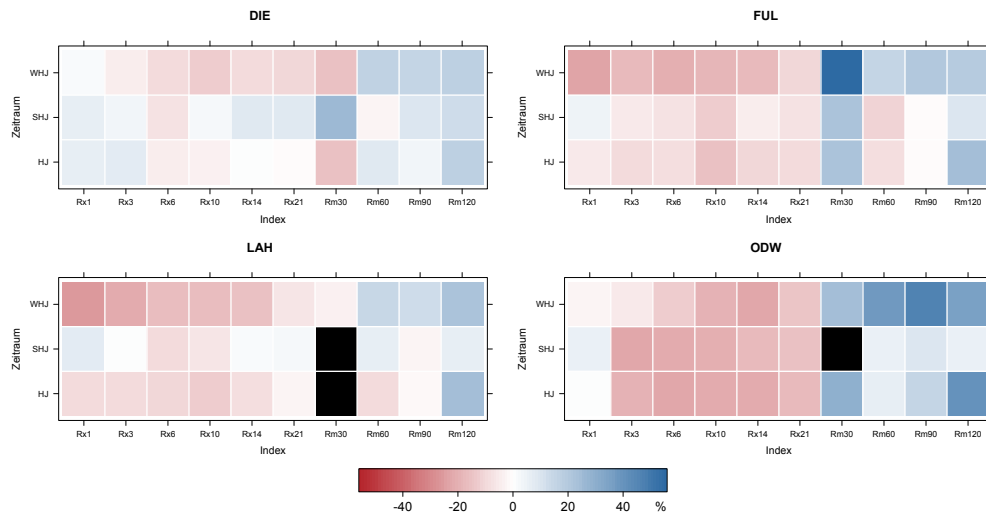 DIE
WHJ
SHJ
HJ
Zeitraum
Rx1 Rx3 Rx6 Rx10 Rx14 Rx21 Rm30 Rm60 Rm90 Rm120
Index
FUL
WHJ
SHJ
HJ
Zeitraum
Rx1 Rx3 Rx6 Rx10 Rx14 Rx21 Rm30 Rm60 Rm90 Rm120
Index
LAH
WHJ
SHJ
HJ
Zeitraum
Rx1 Rx3 Rx6 Rx10 Rx14 Rx21 Rm30 Rm60 Rm90 Rm120
Index
ODW
WHJ
SHJ
HJ
Zeitraum
Rx1 Rx3 Rx6 Rx10 Rx14 Rx21 Rm30 Rm60 Rm90 Rm120
Index
-40 -20 0 20 40 %